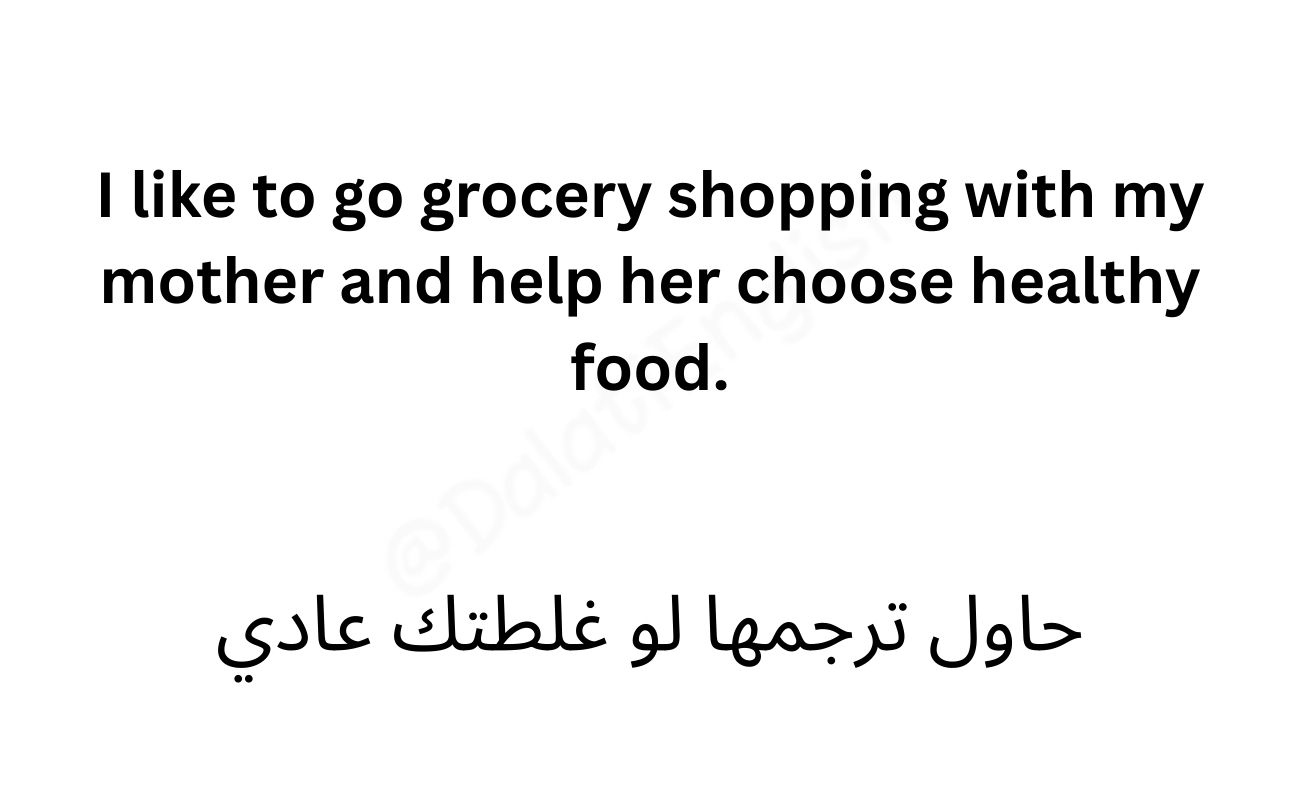 I like to go grocery shopping with my
mother and help her choose healthy
food.
@DalatEnglish
حاول ترجمها لو غلطتك عادي